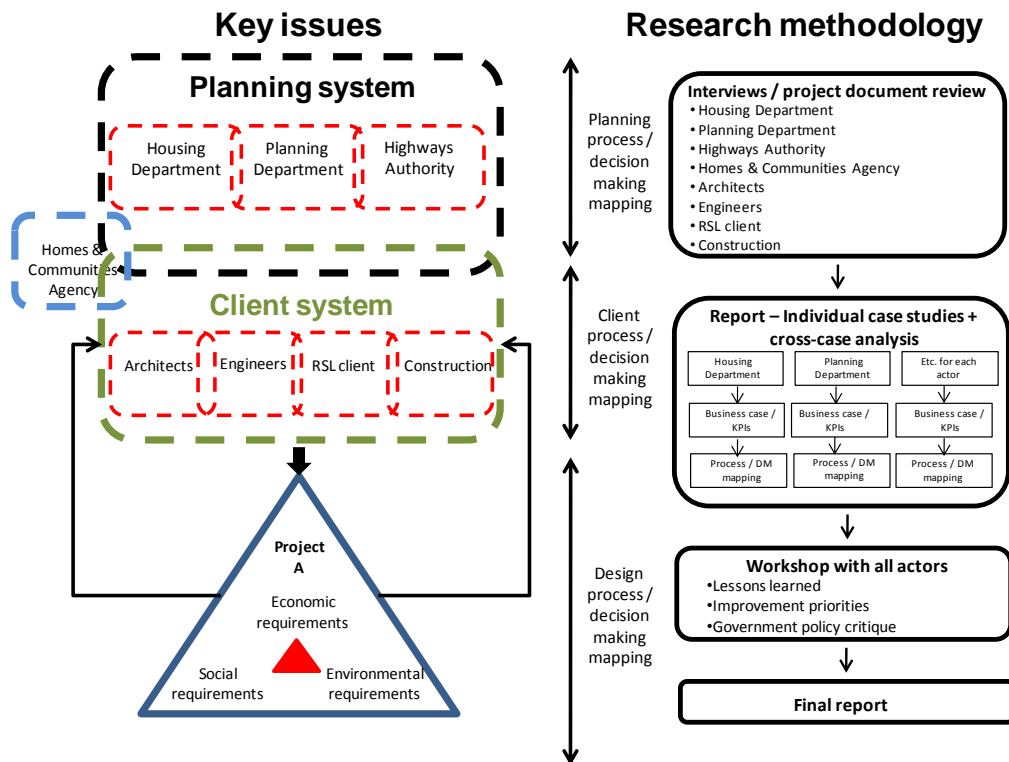 Key issues
Planning system
Housing
Department
Planning
Department
Highways
Authority
Homes &
Communities
Agency
Client system
Architects
Engineers
RSL client
Construction
Project
A
Economic
requirements
Social
requirements
Environmental
requirements
Planning
process /
decision
making
mapping
Client
process /
decision
making
mapping
Design
process /
decision
making
mapping
Research methodology
Interviews / project document review
• Housing Department
• Planning Department
• Highways Authority
• Homes & Communities Agency
• Architects
• Engineers
• RSL client
• Construction
Report – Individual case studies +
cross-case analysis
Housing
Department
Planning
Department
Etc. for each
actor
Business case /
KPIs
Business case /
KPIs
Business case /
KPIs
Process / DM
mapping
Process / DM
mapping
Process / DM
mapping
Workshop with all actors
•Lessons learned
•Improvement priorities
•Government policy critique
Final report